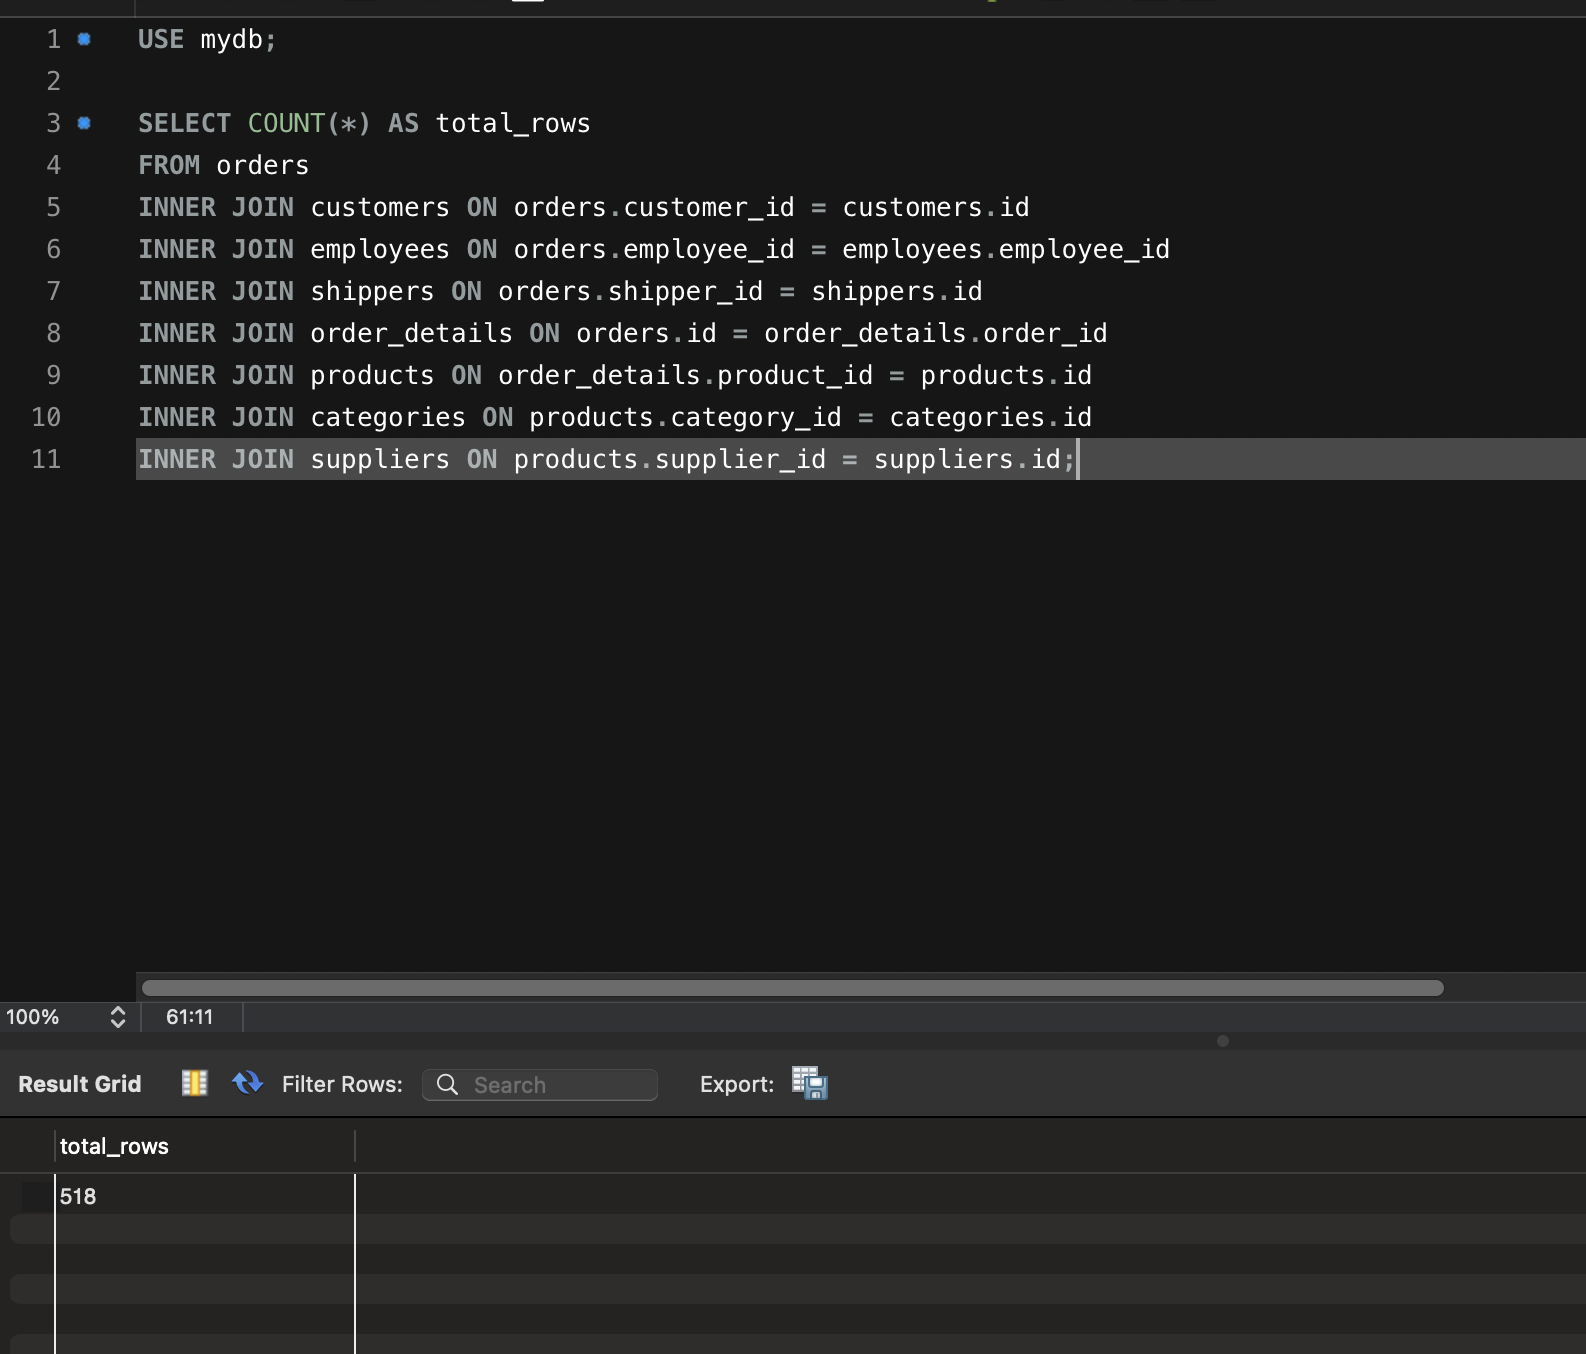 1 USE mydb;
2
3 SELECT COUNT(*) AS total_rows
4 FROM orders
5 INNER JOIN customers ON orders.customer_id = customers.id
6 INNER JOIN employees ON orders.employee_id = employees.employee_id
7 INNER JOIN shippers ON orders.shipper_id = shippers.id
8 INNER JOIN order_details ON orders.id = order_details.order_id
9 INNER JOIN products ON order_details.product_id = products.id
10 INNER JOIN categories ON products.category_id = categories.id
11 INNER JOIN suppliers ON products.supplier_id = suppliers.id;
100% 61:11
Result Grid Filter Rows: Search Export:
total_rows
518